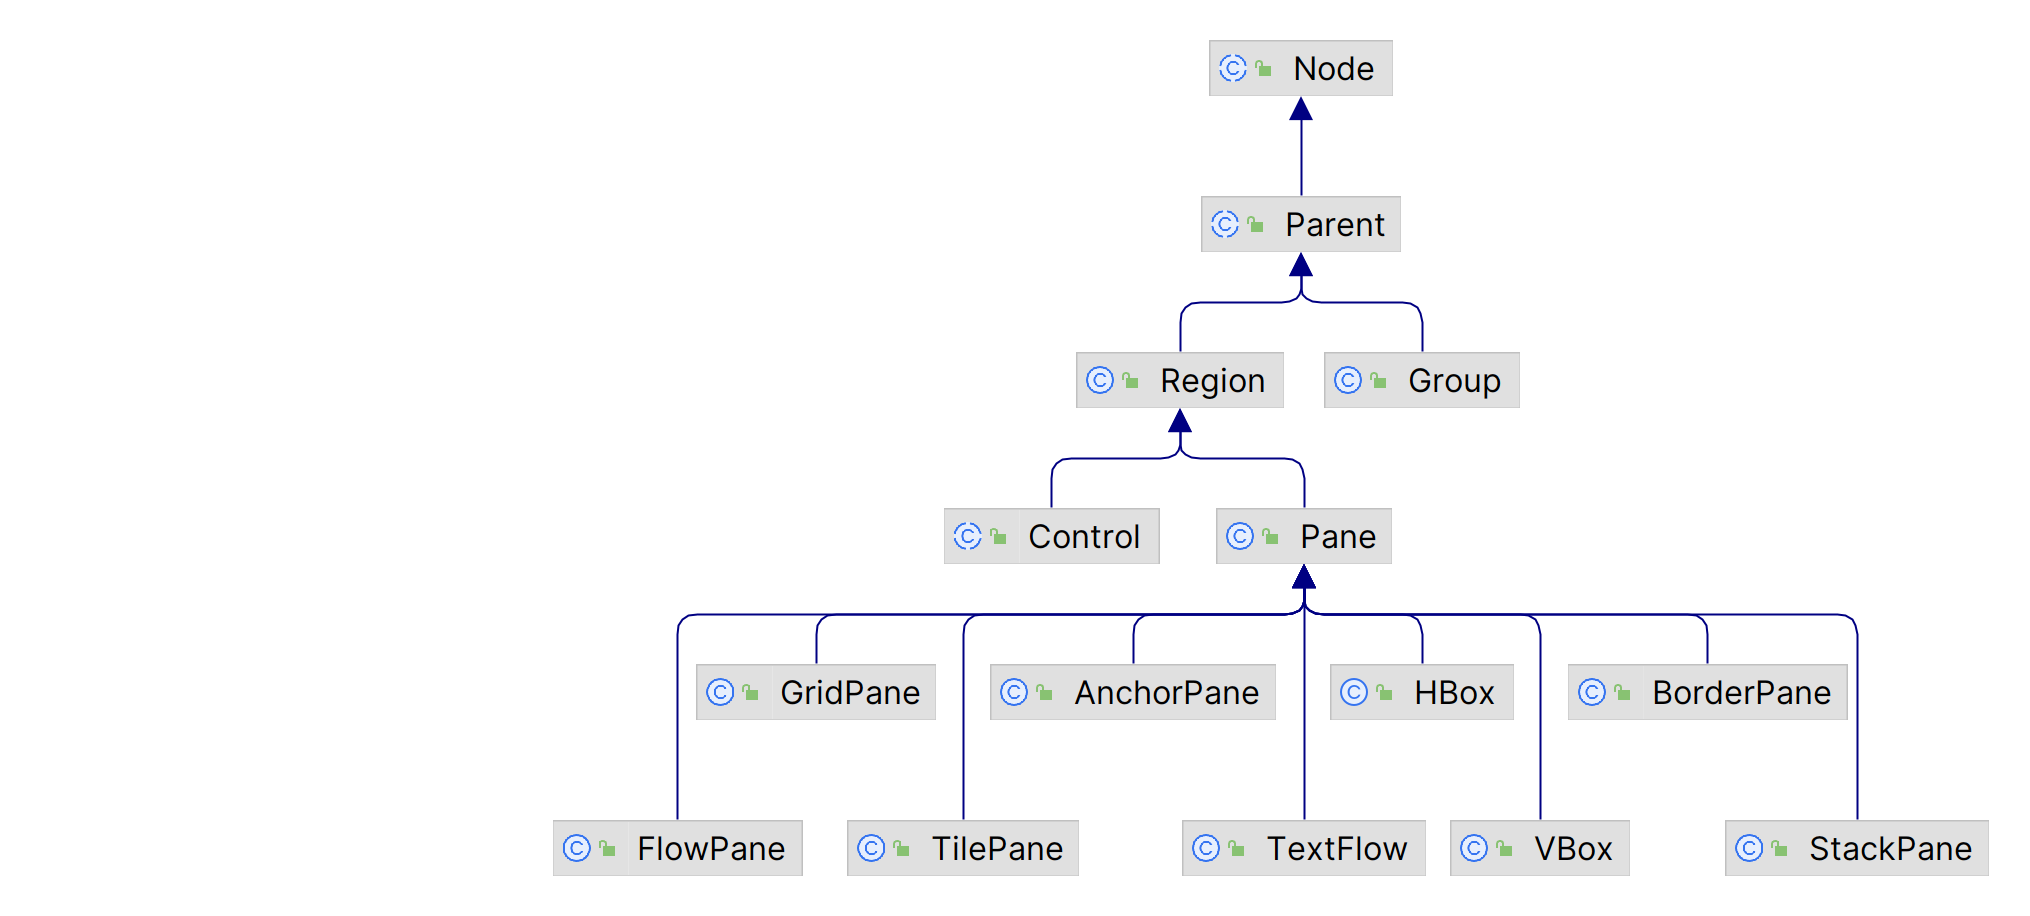 Node
Parent
Region
Group
Control
Pane
GridPane
AnchorPane
HBox
BorderPane
FlowPane
TilePane
TextFlow
VBox
StackPane